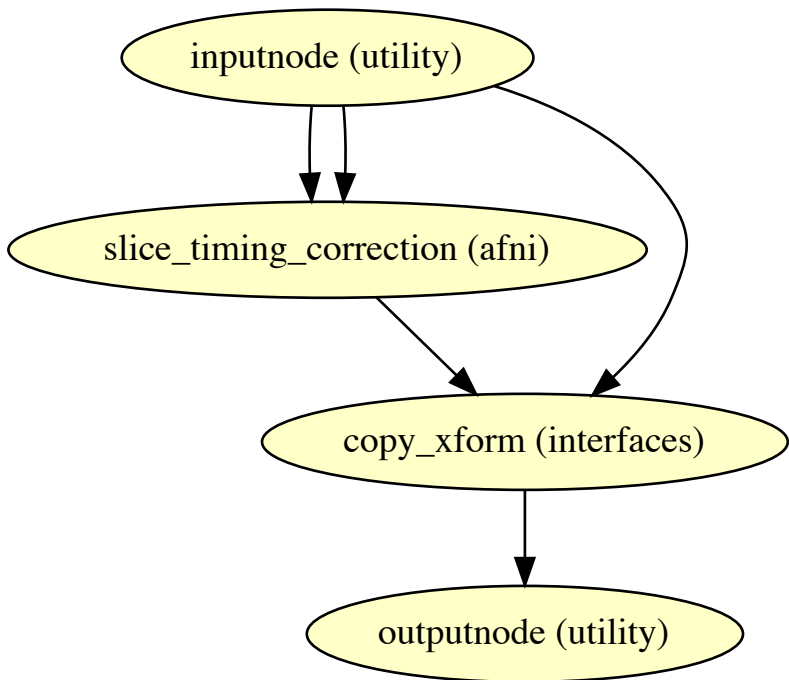 inputnode (utility)
slice_timing_correction (afni)
copy_xform (interfaces)
outputnode (utility)